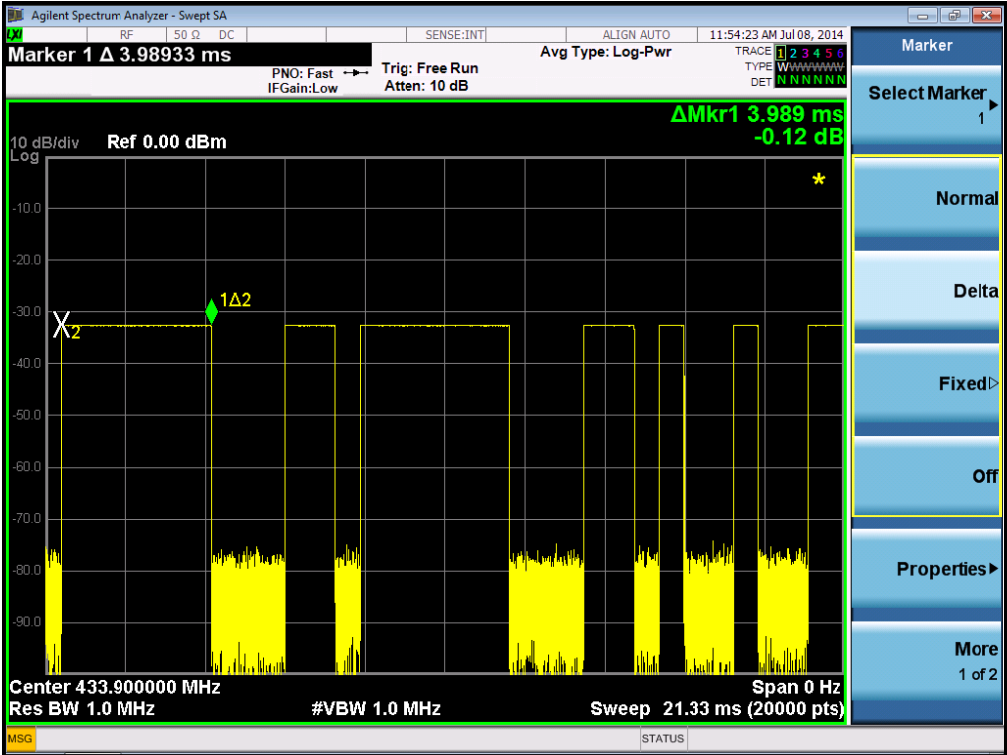 Agilent Spectrum Analyzer - Swept SA
LXI RF 50 Ω DC SENSE:INT ALIGN AUTO 11:54:23 AM Jul 08, 2014
Marker 1 Δ 3.98933 ms
PNO: Fast
IFGain:Low
Trig: Free Run
Atten: 10 dB
Avg Type: Log-Pwr
TRACE 1 2 3 4 5 6
TYPE WWWWWW
DET N N N N N N
ΔMkr1 3.989 ms
-0.12 dB
10 dB/div Ref 0.00 dBm
Log
-10.0
-20.0
-30.0
-40.0
-50.0
-60.0
-70.0
-80.0
-90.0
X2
1Δ2
*
Center 433.900000 MHz Span 0 Hz
Res BW 1.0 MHz #VBW 1.0 MHz Sweep 21.33 ms (20000 pts)
MSG STATUS
Marker
Select Marker
1
Normal
Delta
Fixed
Off
Properties
More
1 of 2